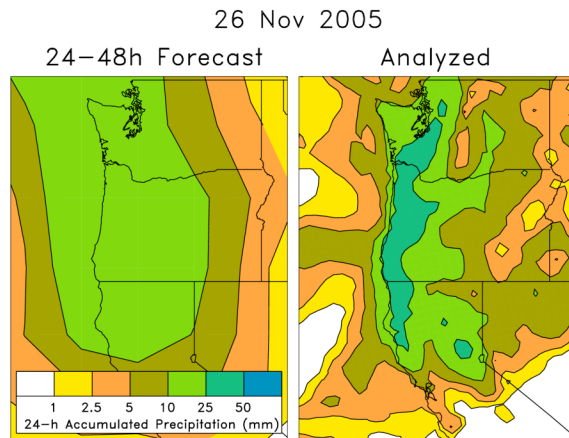 26 Nov 2005
24-48h Forecast
Analyzed
1 2.5 5 10 25 50
24-h Accumulated Precipitation (mm)